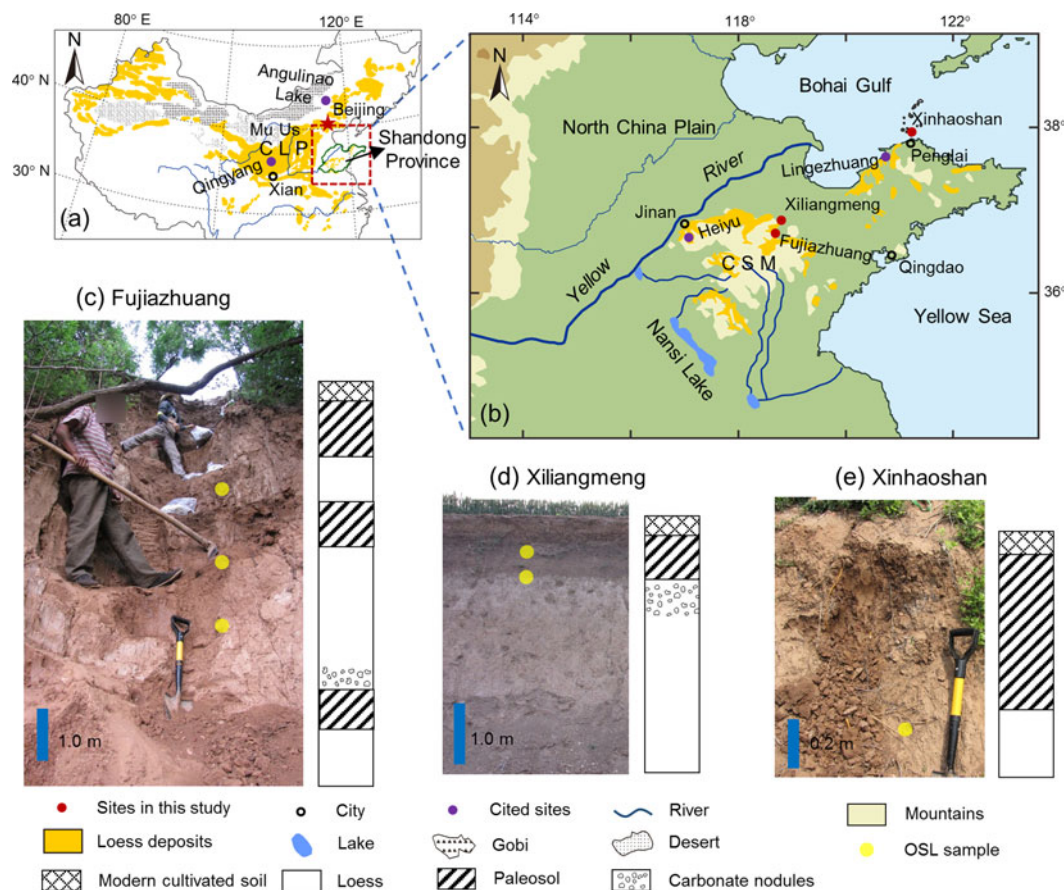 80° E
120° E
N
40° N
30° N
Angulinao
Lake
Beijing
Mu Us
C L P
Qingyang
Xian
Shandong
Province
(a)
114°
118°
122°
N
Bohai Gulf
North China Plain
Xinhaoshan
38°
Penglai
Lingezhuang
River
Xiliangmeng
Jinan
Heiyu
Fujiazhuang
C S M
Qingdao
Yellow
36°
Yellow Sea
Nansi Lake
(b)
(c) Fujiazhuang
1.0 m
(d) Xiliangmeng
1.0 m
(e) Xinhaoshan
0.2 m
Sites in this study
City
Cited sites
River
Mountains
Loess deposits
Lake
Gobi
Desert
OSL sample
Modern cultivated soil
Loess
Paleosol
Carbonate nodules